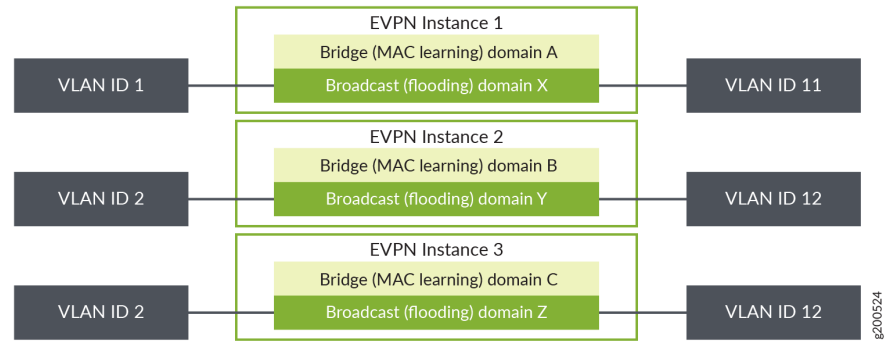 EVPN Instance 1
Bridge (MAC learning) domain A
VLAN ID 1
Broadcast (flooding) domain X
VLAN ID 11
EVPN Instance 2
Bridge (MAC learning) domain B
VLAN ID 2
Broadcast (flooding) domain Y
VLAN ID 12
EVPN Instance 3
Bridge (MAC learning) domain C
VLAN ID 2
Broadcast (flooding) domain Z
VLAN ID 12
g200524